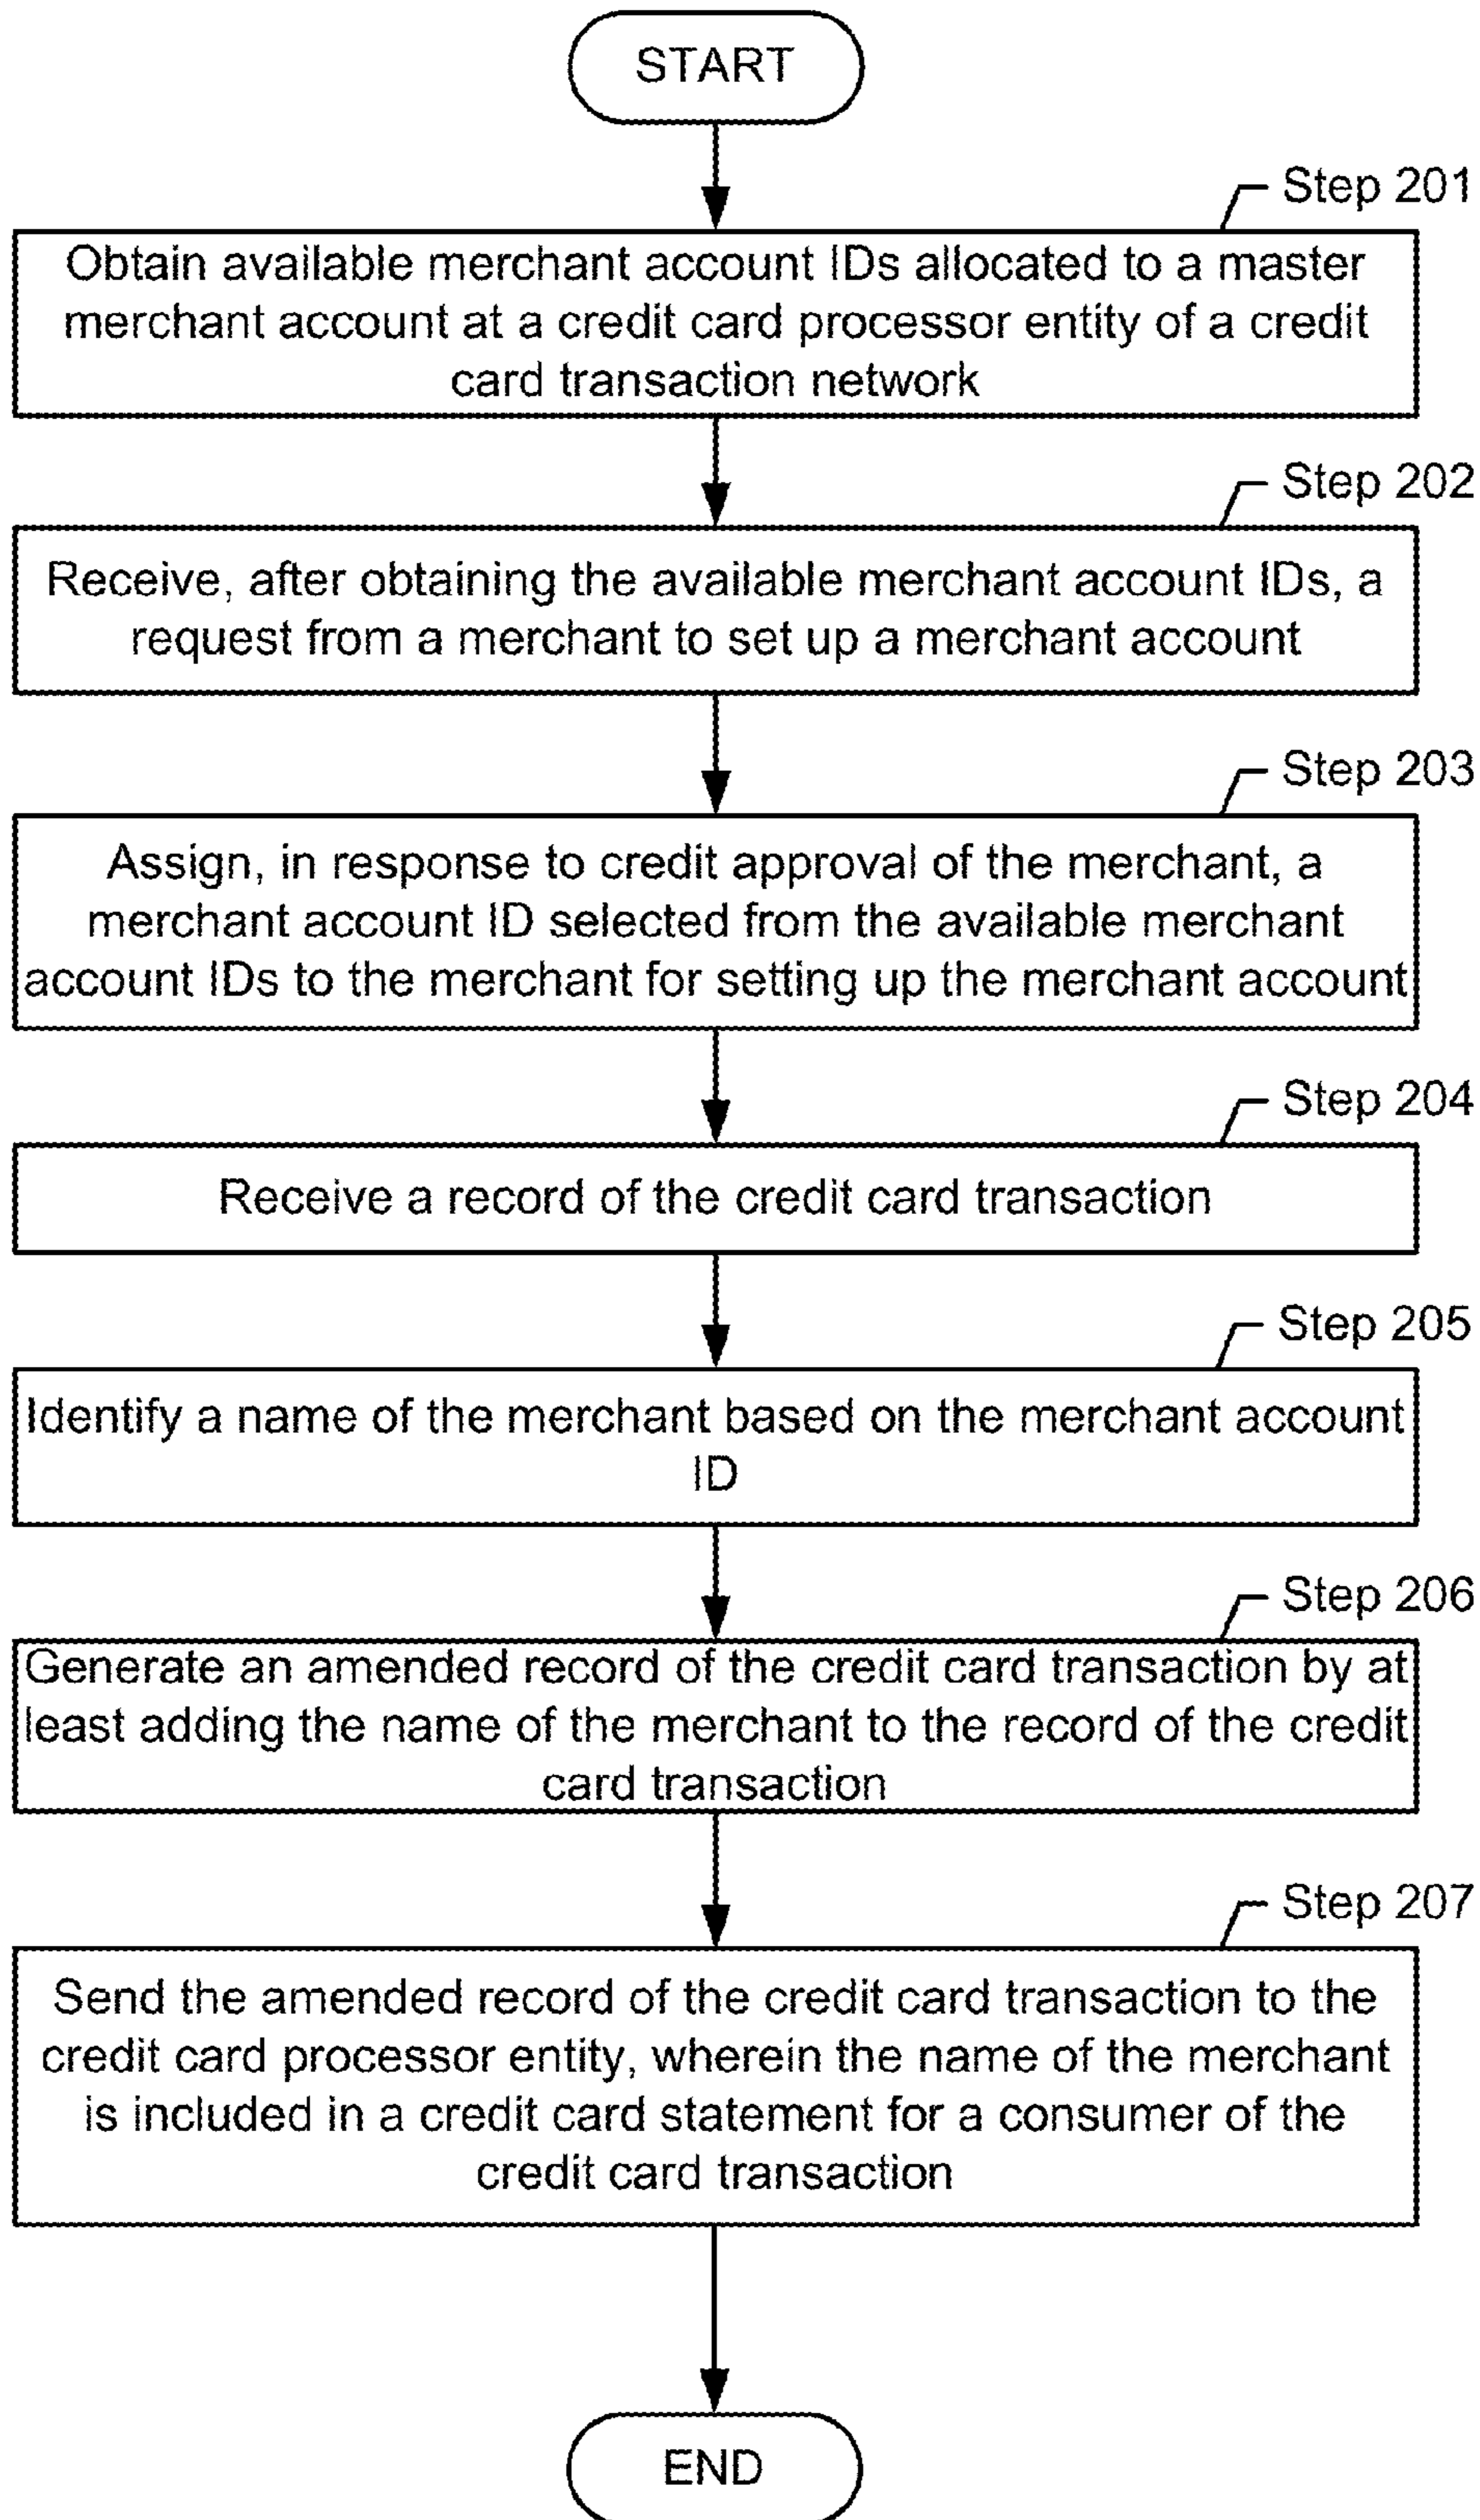 START
Step 201
Obtain available merchant account IDs allocated to a master
merchant account at a credit card processor entity of a credit
card transaction network
Step 202
Receive, after obtaining the available merchant account IDs, a
request from a merchant to set up a merchant account
Step 203
Assign, in response to credit approval of the merchant, a
merchant account ID selected from the available merchant
account IDs to the merchant for setting up the merchant account
Step 204
Receive a record of the credit card transaction
Step 205
Identify a name of the merchant based on the merchant account
ID
Step 206
Generate an amended record of the credit card transaction by at
least adding the name of the merchant to the record of the credit
card transaction
Step 207
Send the amended record of the credit card transaction to the
credit card processor entity, wherein the name of the merchant
is included in a credit card statement for a consumer of the
credit card transaction
END